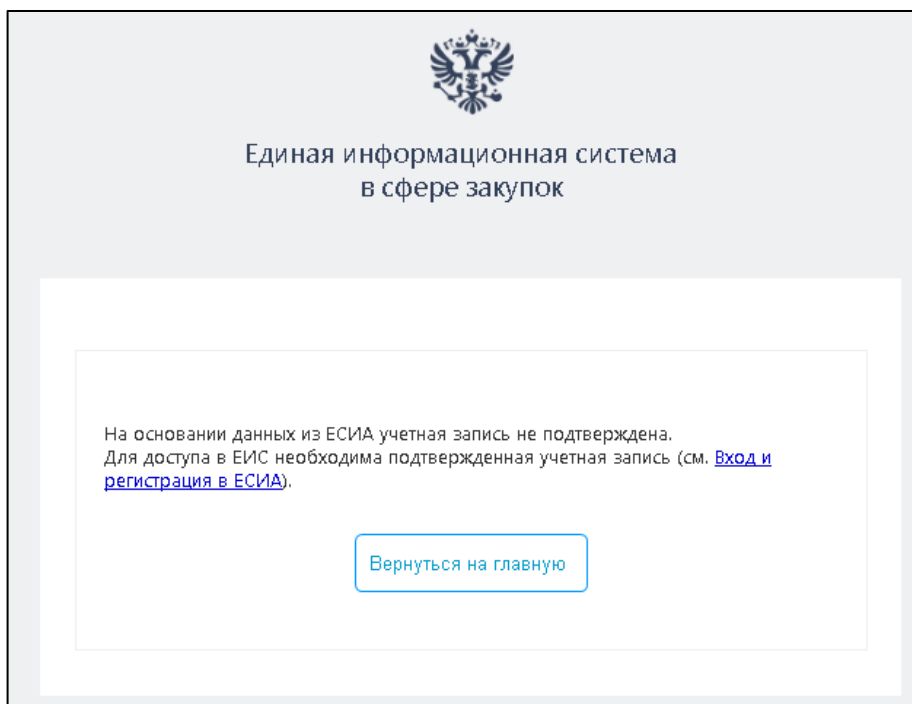 Единая информационная система
в сфере закупок
На основании данных из ЕСИА учетная запись не подтверждена.
Для доступа в ЕИС необходима подтвержденная учетная запись (см. Вход и
регистрация в ЕСИА).
Вернуться на главную